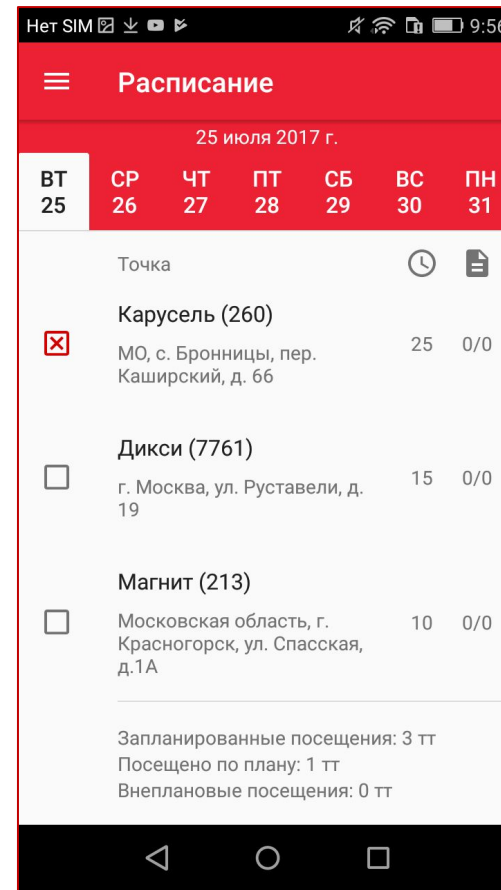 Нет SIM 9:56
Расписание
25 июля 2017 г.
ВТ СР ЧТ ПТ СБ ВС ПН
25 26 27 28 29 30 31
Точка
Карусель (260)
МО, с. Бронницы, пер.
Каширский, д. 66
25 0/0
Дикси (7761)
г. Москва, ул. Руставели, д.
19
15 0/0
Магнит (213)
Московская область, г.
Красногорск, ул. Спасская,
д.1А
10 0/0
Запланированные посещения: 3 тт
Посещено по плану: 1 тт
Внеплановые посещения: 0 тт